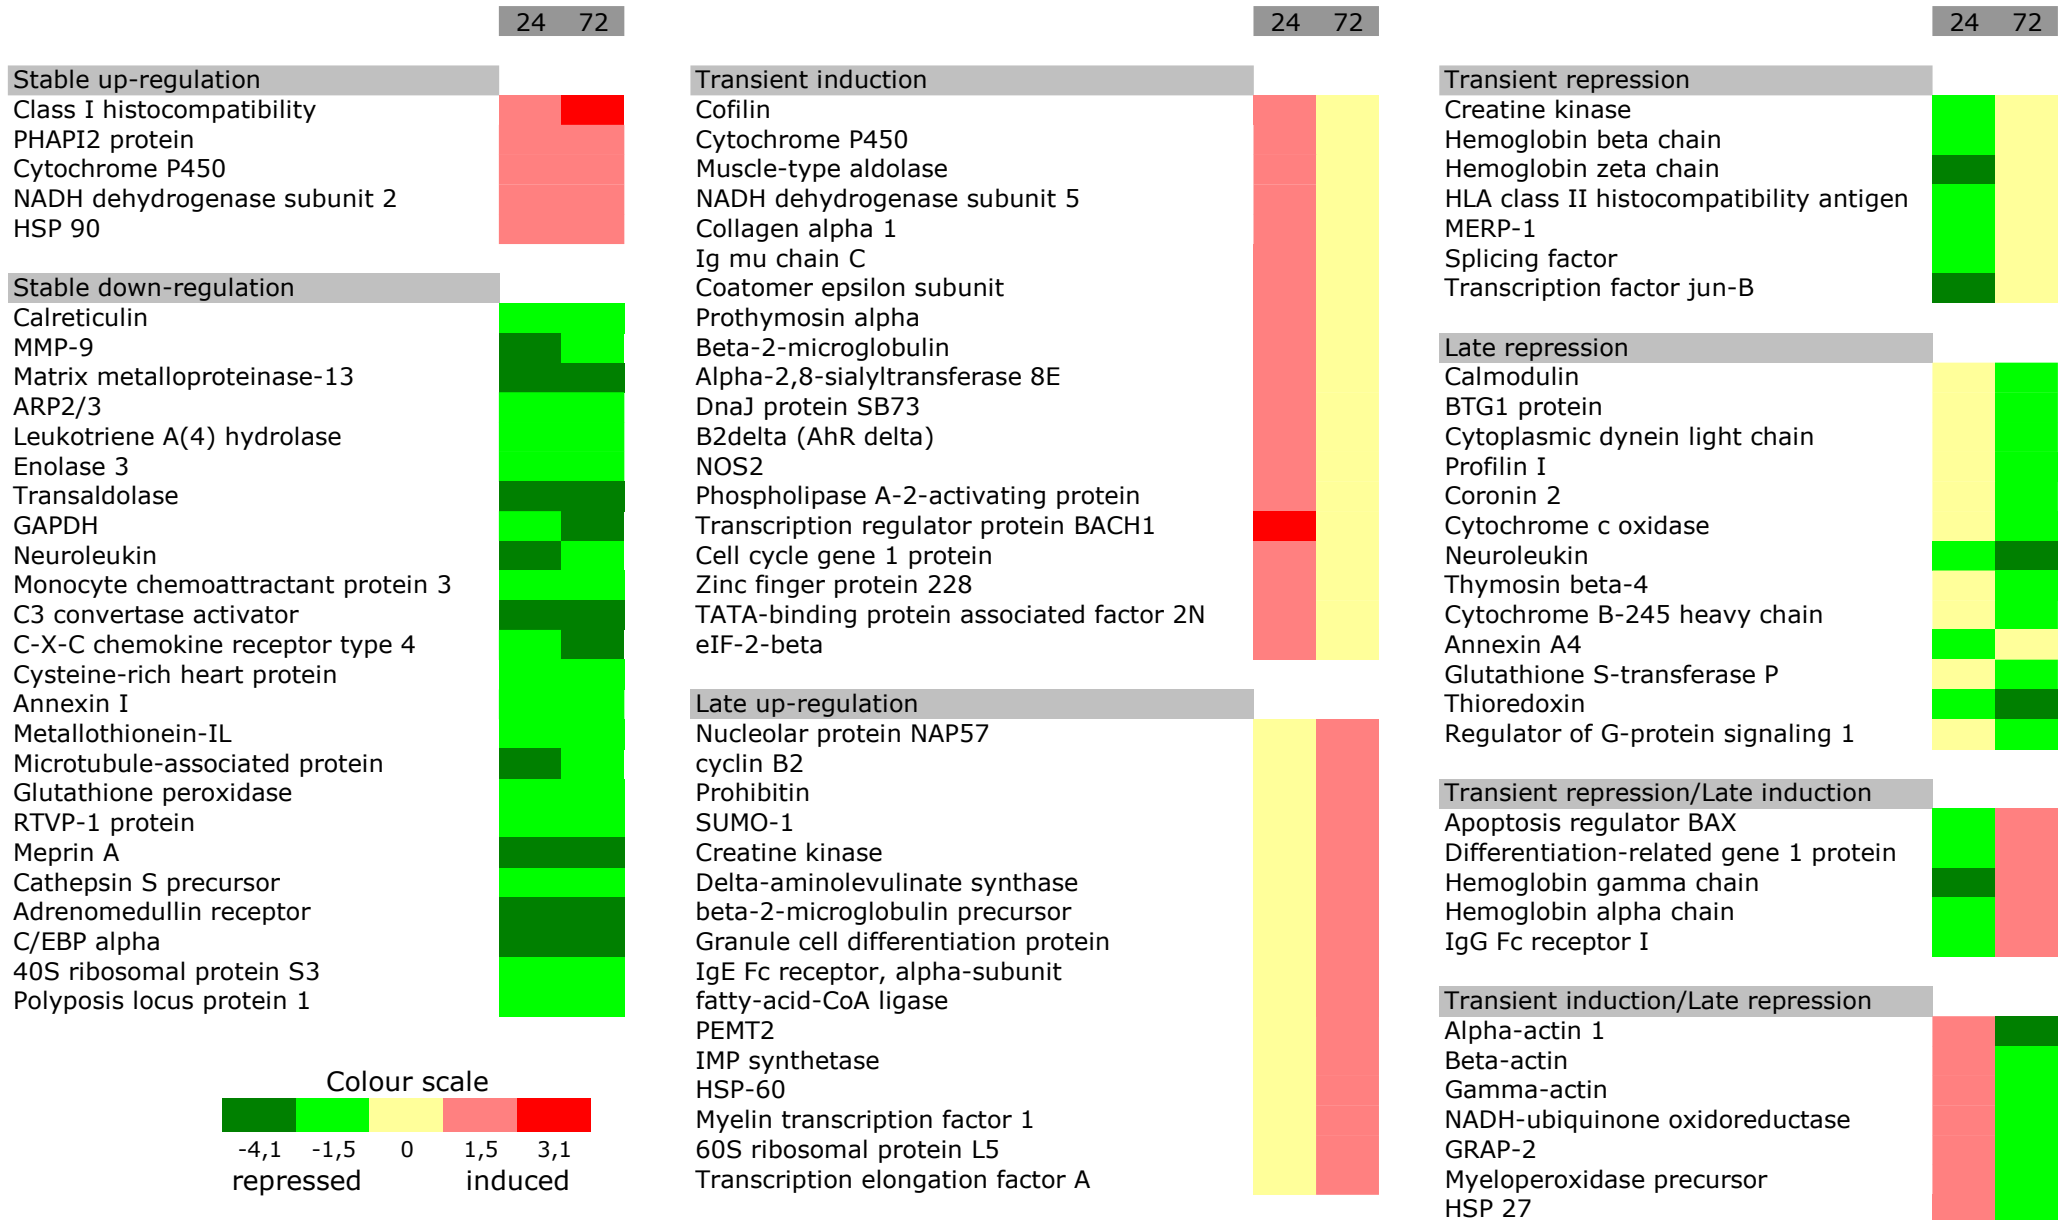 24 72
Stable up-regulation
Class I histocompatibility
PHAPI2 protein
Cytochrome P450
NADH dehydrogenase subunit 2
HSP 90
Stable down-regulation
Calreticulin
MMP-9
Matrix metalloproteinase-13
ARP2/3
Leukotriene A(4) hydrolase
Enolase 3
Transaldolase
GAPDH
Neuroleukin
Monocyte chemoattractant protein 3
C3 convertase activator
C-X-C chemokine receptor type 4
Cysteine-rich heart protein
Annexin I
Metallothionein-IL
Microtubule-associated protein
Glutathione peroxidase
RTVP-1 protein
Meprin A
Cathepsin S precursor
Adrenomedullin receptor
C/EBP alpha
40S ribosomal protein S3
Polyposis locus protein 1
Colour scale
-4,1 -1,5 0 1,5 3,1
repressed induced
24 72
Transient induction
Cofilin
Cytochrome P450
Muscle-type aldolase
NADH dehydrogenase subunit 5
Collagen alpha 1
Ig mu chain C
Coatomer epsilon subunit
Prothymosin alpha
Beta-2-microglobulin
Alpha-2,8-sialyltransferase 8E
DnaJ protein SB73
B2delta (AhR delta)
NOS2
Phospholipase A-2-activating protein
Transcription regulator protein BACH1
Cell cycle gene 1 protein
Zinc finger protein 228
TATA-binding protein associated factor 2N
eIF-2-beta
Late up-regulation
Nucleolar protein NAP57
cyclin B2
Prohibitin
SUMO-1
Creatine kinase
Delta-aminolevulinate synthase
beta-2-microglobulin precursor
Granule cell differentiation protein
IgE Fc receptor, alpha-subunit
fatty-acid-CoA ligase
PEMT2
IMP synthetase
HSP-60
Myelin transcription factor 1
60S ribosomal protein L5
Transcription elongation factor A
24 72
Transient repression
Creatine kinase
Hemoglobin beta chain
Hemoglobin zeta chain
HLA class II histocompatibility antigen
MERP-1
Splicing factor
Transcription factor jun-B
Late repression
Calmodulin
BTG1 protein
Cytoplasmic dynein light chain
Profilin I
Coronin 2
Cytochrome c oxidase
Neuroleukin
Thymosin beta-4
Cytochrome B-245 heavy chain
Annexin A4
Glutathione S-transferase P
Thioredoxin
Regulator of G-protein signaling 1
Transient repression/Late induction
Apoptosis regulator BAX
Differentiation-related gene 1 protein
Hemoglobin gamma chain
Hemoglobin alpha chain
IgG Fc receptor I
Transient induction/Late repression
Alpha-actin 1
Beta-actin
Gamma-actin
NADH-ubiquinone oxidoreductase
GRAP-2
Myeloperoxidase precursor
HSP 27